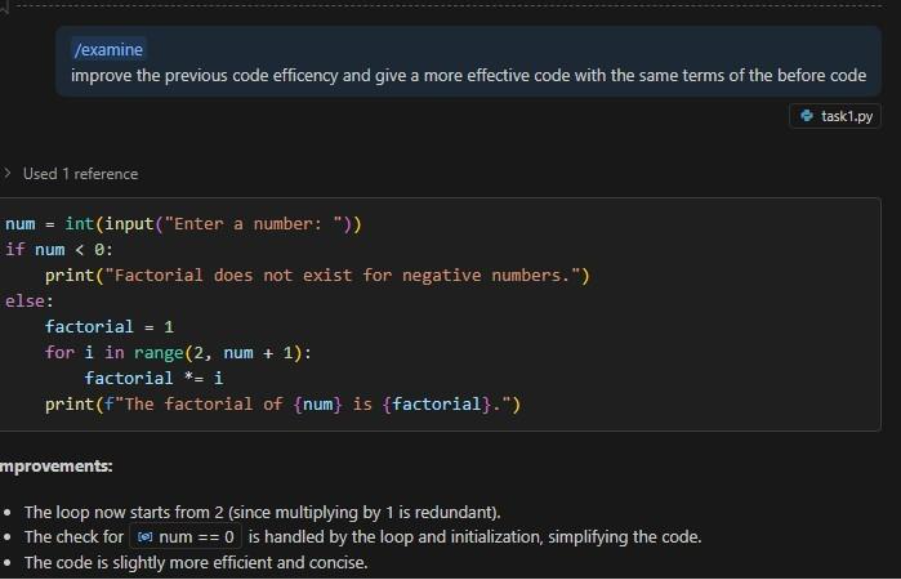 /examine
improve the previous code efficency and give a more effective code with the same terms of the before code
task1.py
> Used 1 reference
num = int(input("Enter a number: "))
if num < 0:
    print("Factorial does not exist for negative numbers.")
else:
    factorial = 1
    for i in range(2, num + 1):
        factorial *= i
    print(f"The factorial of {num} is {factorial}.")
mprovements:
• The loop now starts from 2 (since multiplying by 1 is redundant).
• The check for num == 0 is handled by the loop and initialization, simplifying the code.
• The code is slightly more efficient and concise.